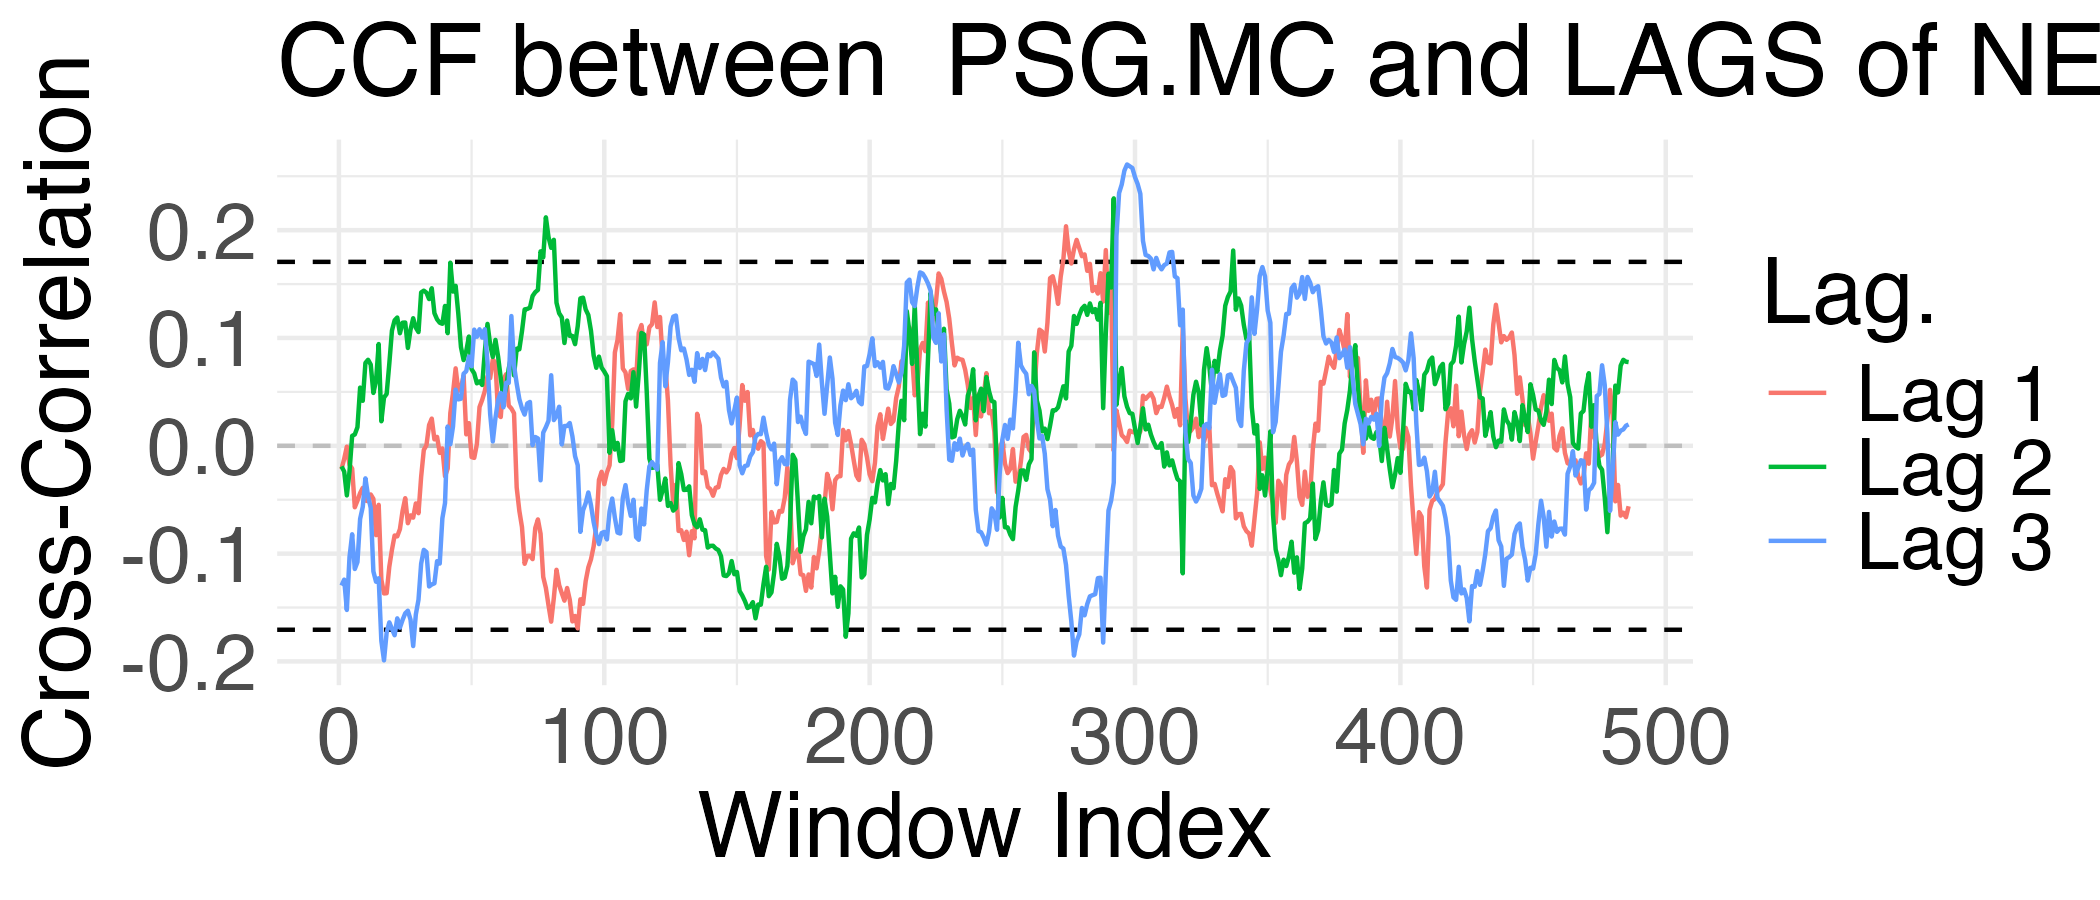 CCF between  PSG.MC and LAGS of NE
Cross-Correlation
0.2
0.1
0.0
-0.1
-0.2
0 100 200 300 400 500
Window Index
Lag.
Lag 1
Lag 2
Lag 3